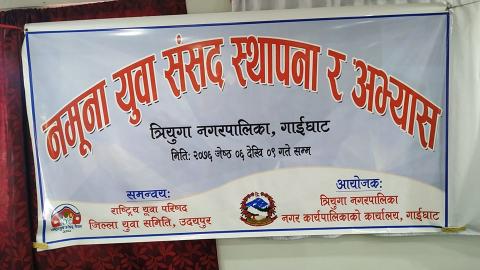 नमूना युवा संसद स्थापना र अभ्यास
त्रियुगा नगरपालिका, गाईघाट
मिति: २०७६ जेष्ठ ०६ देखि ०९ गते सम्म
समन्वय:
राष्ट्रिय यूवा परिषद
जिल्ला युवा समिति, उदयपुर
आयोजक:
त्रियुगा नगरपालिका
नगर कार्यपालिकाको कार्यालय, गाईघाट